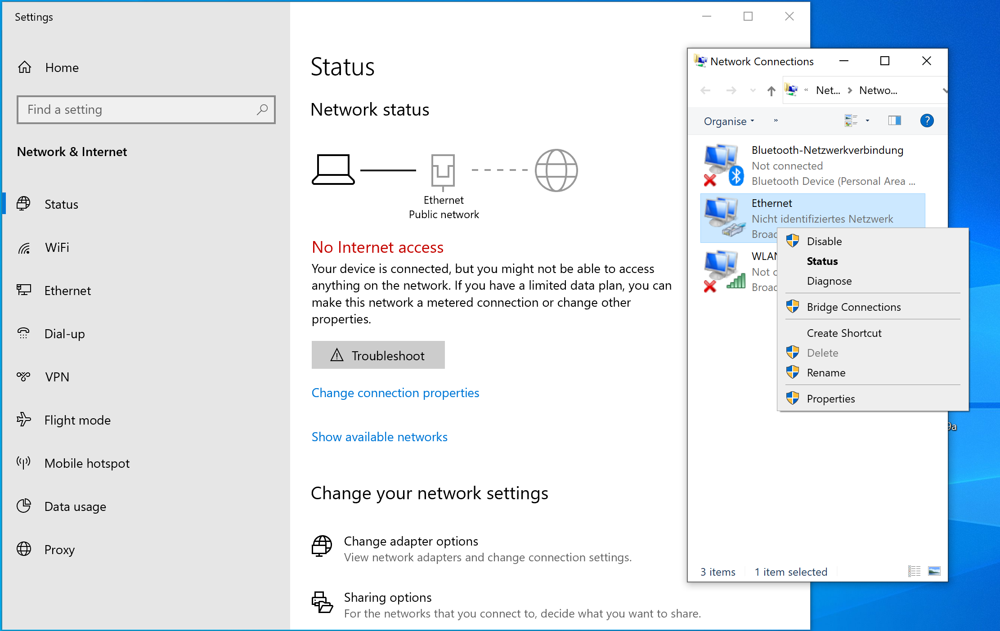 Settings
Home
Find a setting
Network & Internet
Status
WiFi
Ethernet
Dial-up
VPN
Flight mode
Mobile hotspot
Data usage
Proxy
Status
Network status
Ethernet
Public network
No Internet access
Your device is connected, but you might not be able to access
anything on the network. If you have a limited data plan, you can
make this network a metered connection or change other
properties.
Troubleshoot
Change connection properties
Show available networks
Change your network settings
Change adapter options
View network adapters and change connection settings.
Sharing options
For the networks that you connect to, decide what you want to share.
Network Connections
« Net... > Netwo...
Organise »
Bluetooth-Netzwerkverbindung
Not connected
Bluetooth Device (Personal Area ...
Ethernet
Nicht identifiziertes Netzwerk
Broad
WLAN
Not c
Broad
Disable
Status
Diagnose
Bridge Connections
Create Shortcut
Delete
Rename
Properties
9a
3 items 1 item selected